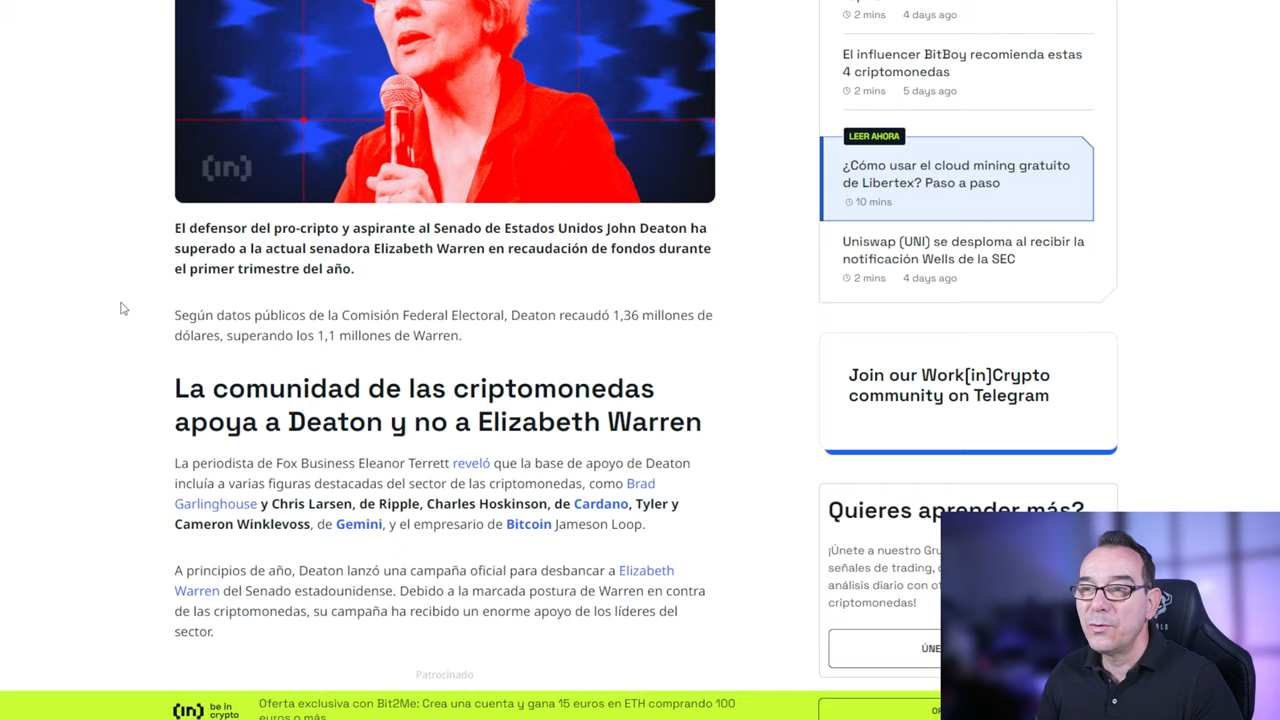 2 mins 4 days ago
El influencer BitBoy recomienda estas
4 criptomonedas
2 mins 5 days ago
LEER AHORA
¿Cómo usar el cloud mining gratuito
de Libertex? Paso a paso
10 mins
Uniswap (UNI) se desploma al recibir la
notificación Wells de la SEC
2 mins 4 days ago
(in)
El defensor del pro-cripto y aspirante al Senado de Estados Unidos John Deaton ha
superado a la actual senadora Elizabeth Warren en recaudación de fondos durante
el primer trimestre del año.
Según datos públicos de la Comisión Federal Electoral, Deaton recaudó 1,36 millones de
dólares, superando los 1,1 millones de Warren.
La comunidad de las criptomonedas
apoya a Deaton y no a Elizabeth Warren
La periodista de Fox Business Eleanor Terrett reveló que la base de apoyo de Deaton
incluía a varias figuras destacadas del sector de las criptomonedas, como Brad
Garlinghouse y Chris Larsen, de Ripple, Charles Hoskinson, de Cardano, Tyler y
Cameron Winklevoss, de Gemini, y el empresario de Bitcoin Jameson Loop.
A principios de año, Deaton lanzó una campaña oficial para desbancar a Elizabeth
Warren del Senado estadounidense. Debido a la marcada postura de Warren en contra
de las criptomonedas, su campaña ha recibido un enorme apoyo de los líderes del
sector.
Patrocinado
Join our Work[in]Crypto
community on Telegram
Quieres aprender más?
¡Únete a nuestro Gru
señales de trading,
análisis diario con ot
criptomonedas!
ÚNE
(in) be in
crypto
Oferta exclusiva con Bit2Me: Crea una cuenta y gana 15 euros en ETH comprando 100
euros o más